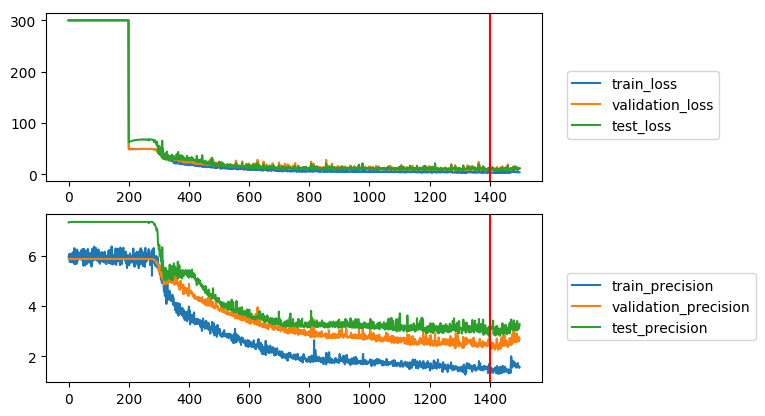 300
200
100
0
0 200 400 600 800 1000 1200 1400
train_loss
validation_loss
test_loss
6
4
2
0 200 400 600 800 1000 1200 1400
train_precision
validation_precision
test_precision